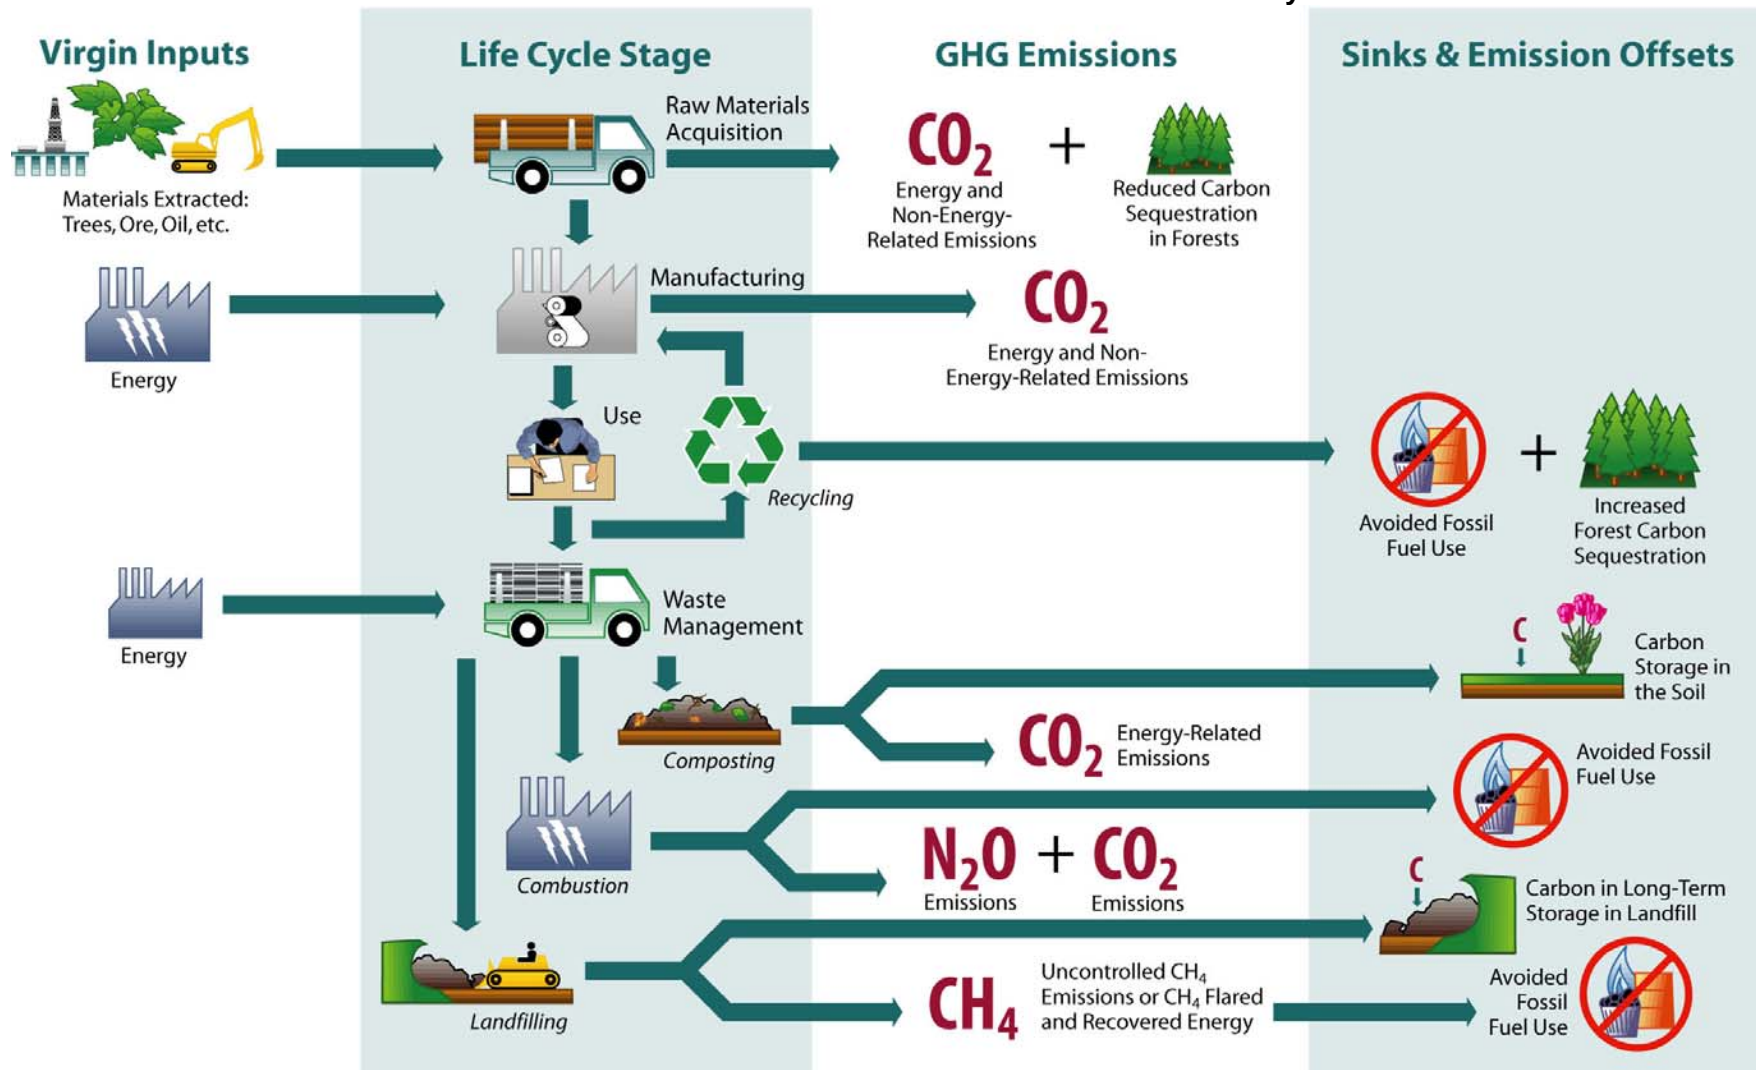 Virgin Inputs
Life Cycle Stage
GHG Emissions
Sinks & Emission Offsets
Materials Extracted:
Trees, Ore, Oil, etc.
Raw Materials
Acquisition
CO₂
Energy and
Non-Energy-
Related Emissions
+
Reduced Carbon
Sequestration
in Forests
Energy
Manufacturing
CO₂
Energy and Non-
Energy-Related Emissions
Use
Recycling
Avoided Fossil
Fuel Use
+
Increased
Forest Carbon
Sequestration
Energy
Waste
Management
Composting
C
Carbon
Storage in
the Soil
CO₂
Energy-Related
Emissions
Combustion
Avoided Fossil
Fuel Use
N₂O + CO₂
Emissions
Emissions
Landfilling
C
Carbon in Long-Term
Storage in Landfill
CH₄
Uncontrolled CH₄
Emissions or CH₄ Flared
and Recovered Energy
Avoided
Fossil
Fuel Use